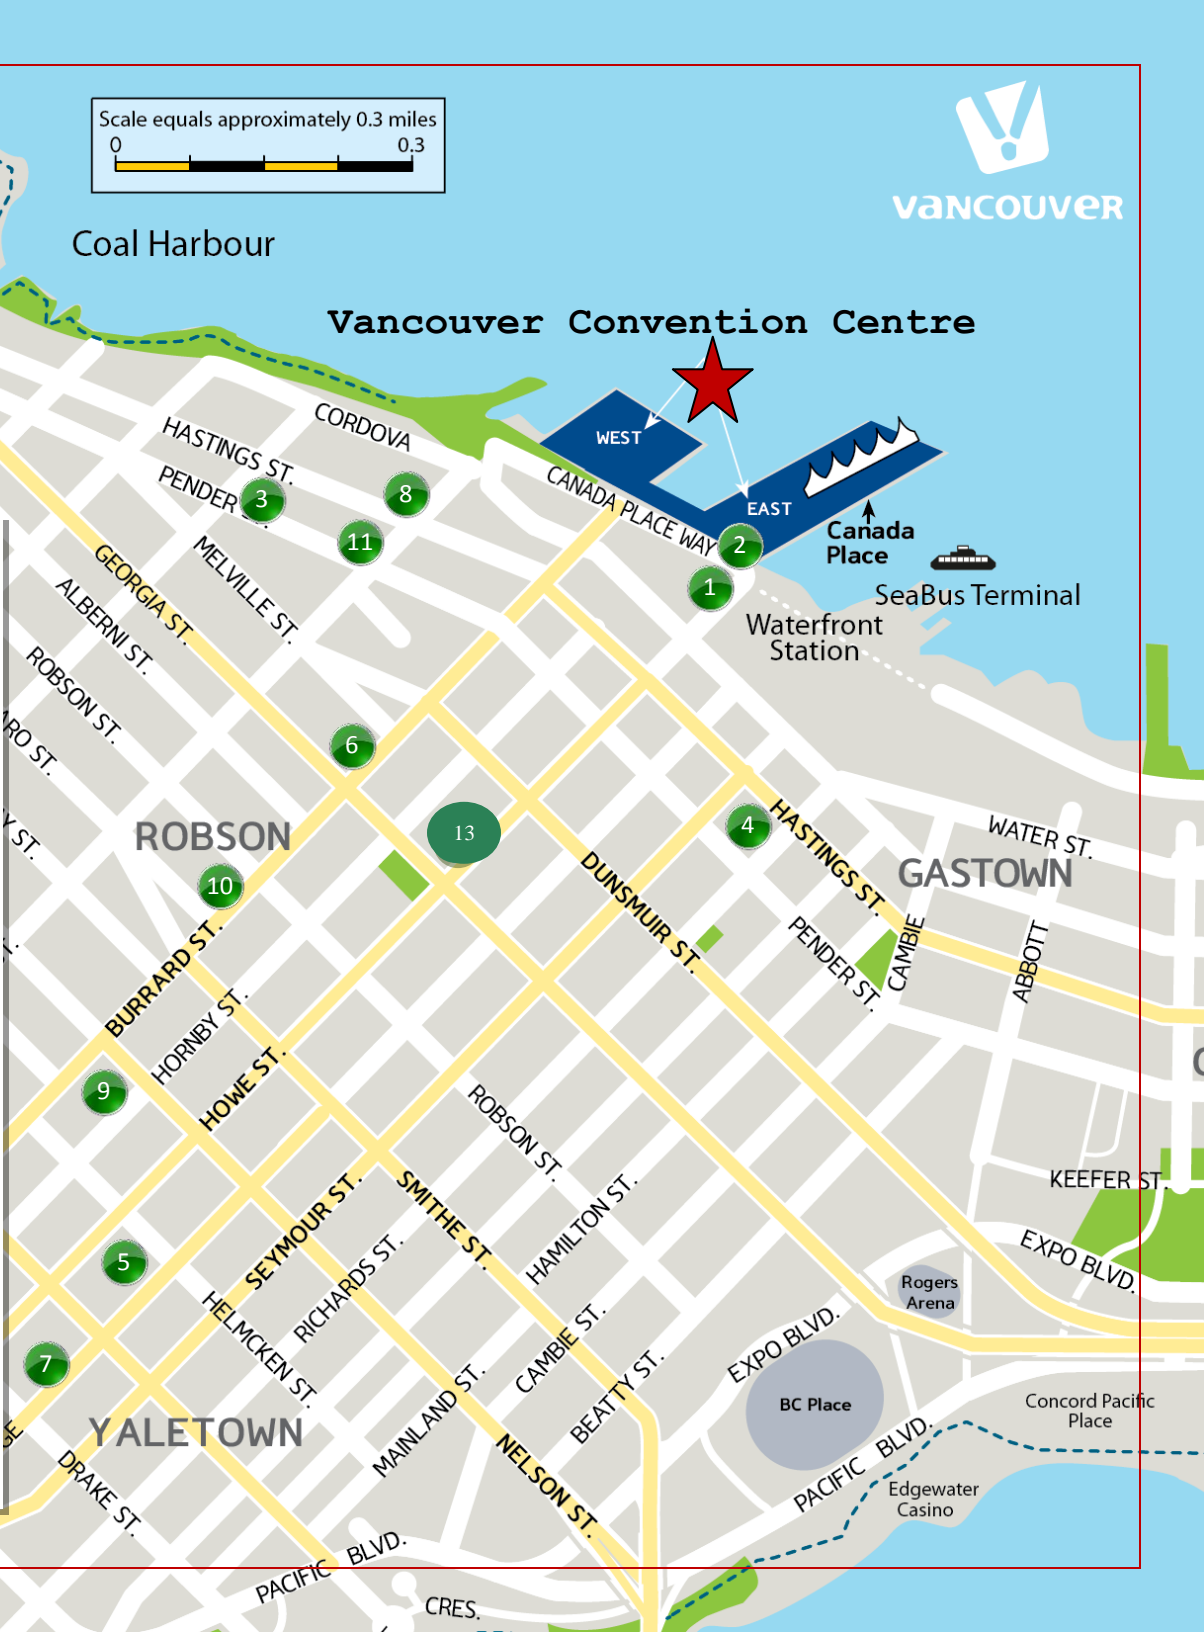 Scale equals approximately 0.3 miles
0 0.3
VANCOUVER
Coal Harbour
Vancouver Convention Centre
CORDOVA
HASTINGS ST.
WEST
PENDER
3
8
CANADA PLACE WAY
EAST
11
2
Canada
Place
MELVILLE ST.
GEORGIA ST.
1
SeaBus Terminal
ALBERNI ST.
Waterfront
Station
ROBSON ST.
ARO ST.
6
Y ST.
ROBSON
13
4
HASTINGS ST.
WATER ST.
GASTOWN
10
DUNSMUIR ST.
BURRARD ST.
PENDER ST.
CAMBIE
ABBOTT
HORNBY ST.
9
HOWE ST.
ROBSON ST.
KEEFER ST.
SEYMOUR ST.
SMITHE ST.
HAMILTON ST.
EXPO BLVD.
5
RICHARDS ST.
Rogers
Arena
HELMCKEN ST.
CAMBIE ST.
EXPO BLVD.
7
BEATTY ST.
BC Place
Concord Pacific
Place
YALETOWN
MAINLAND ST.
GE
PACIFIC BLVD.
NELSON ST.
DRAKE ST.
Edgewater
Casino
PACIFIC BLVD.
CRES.